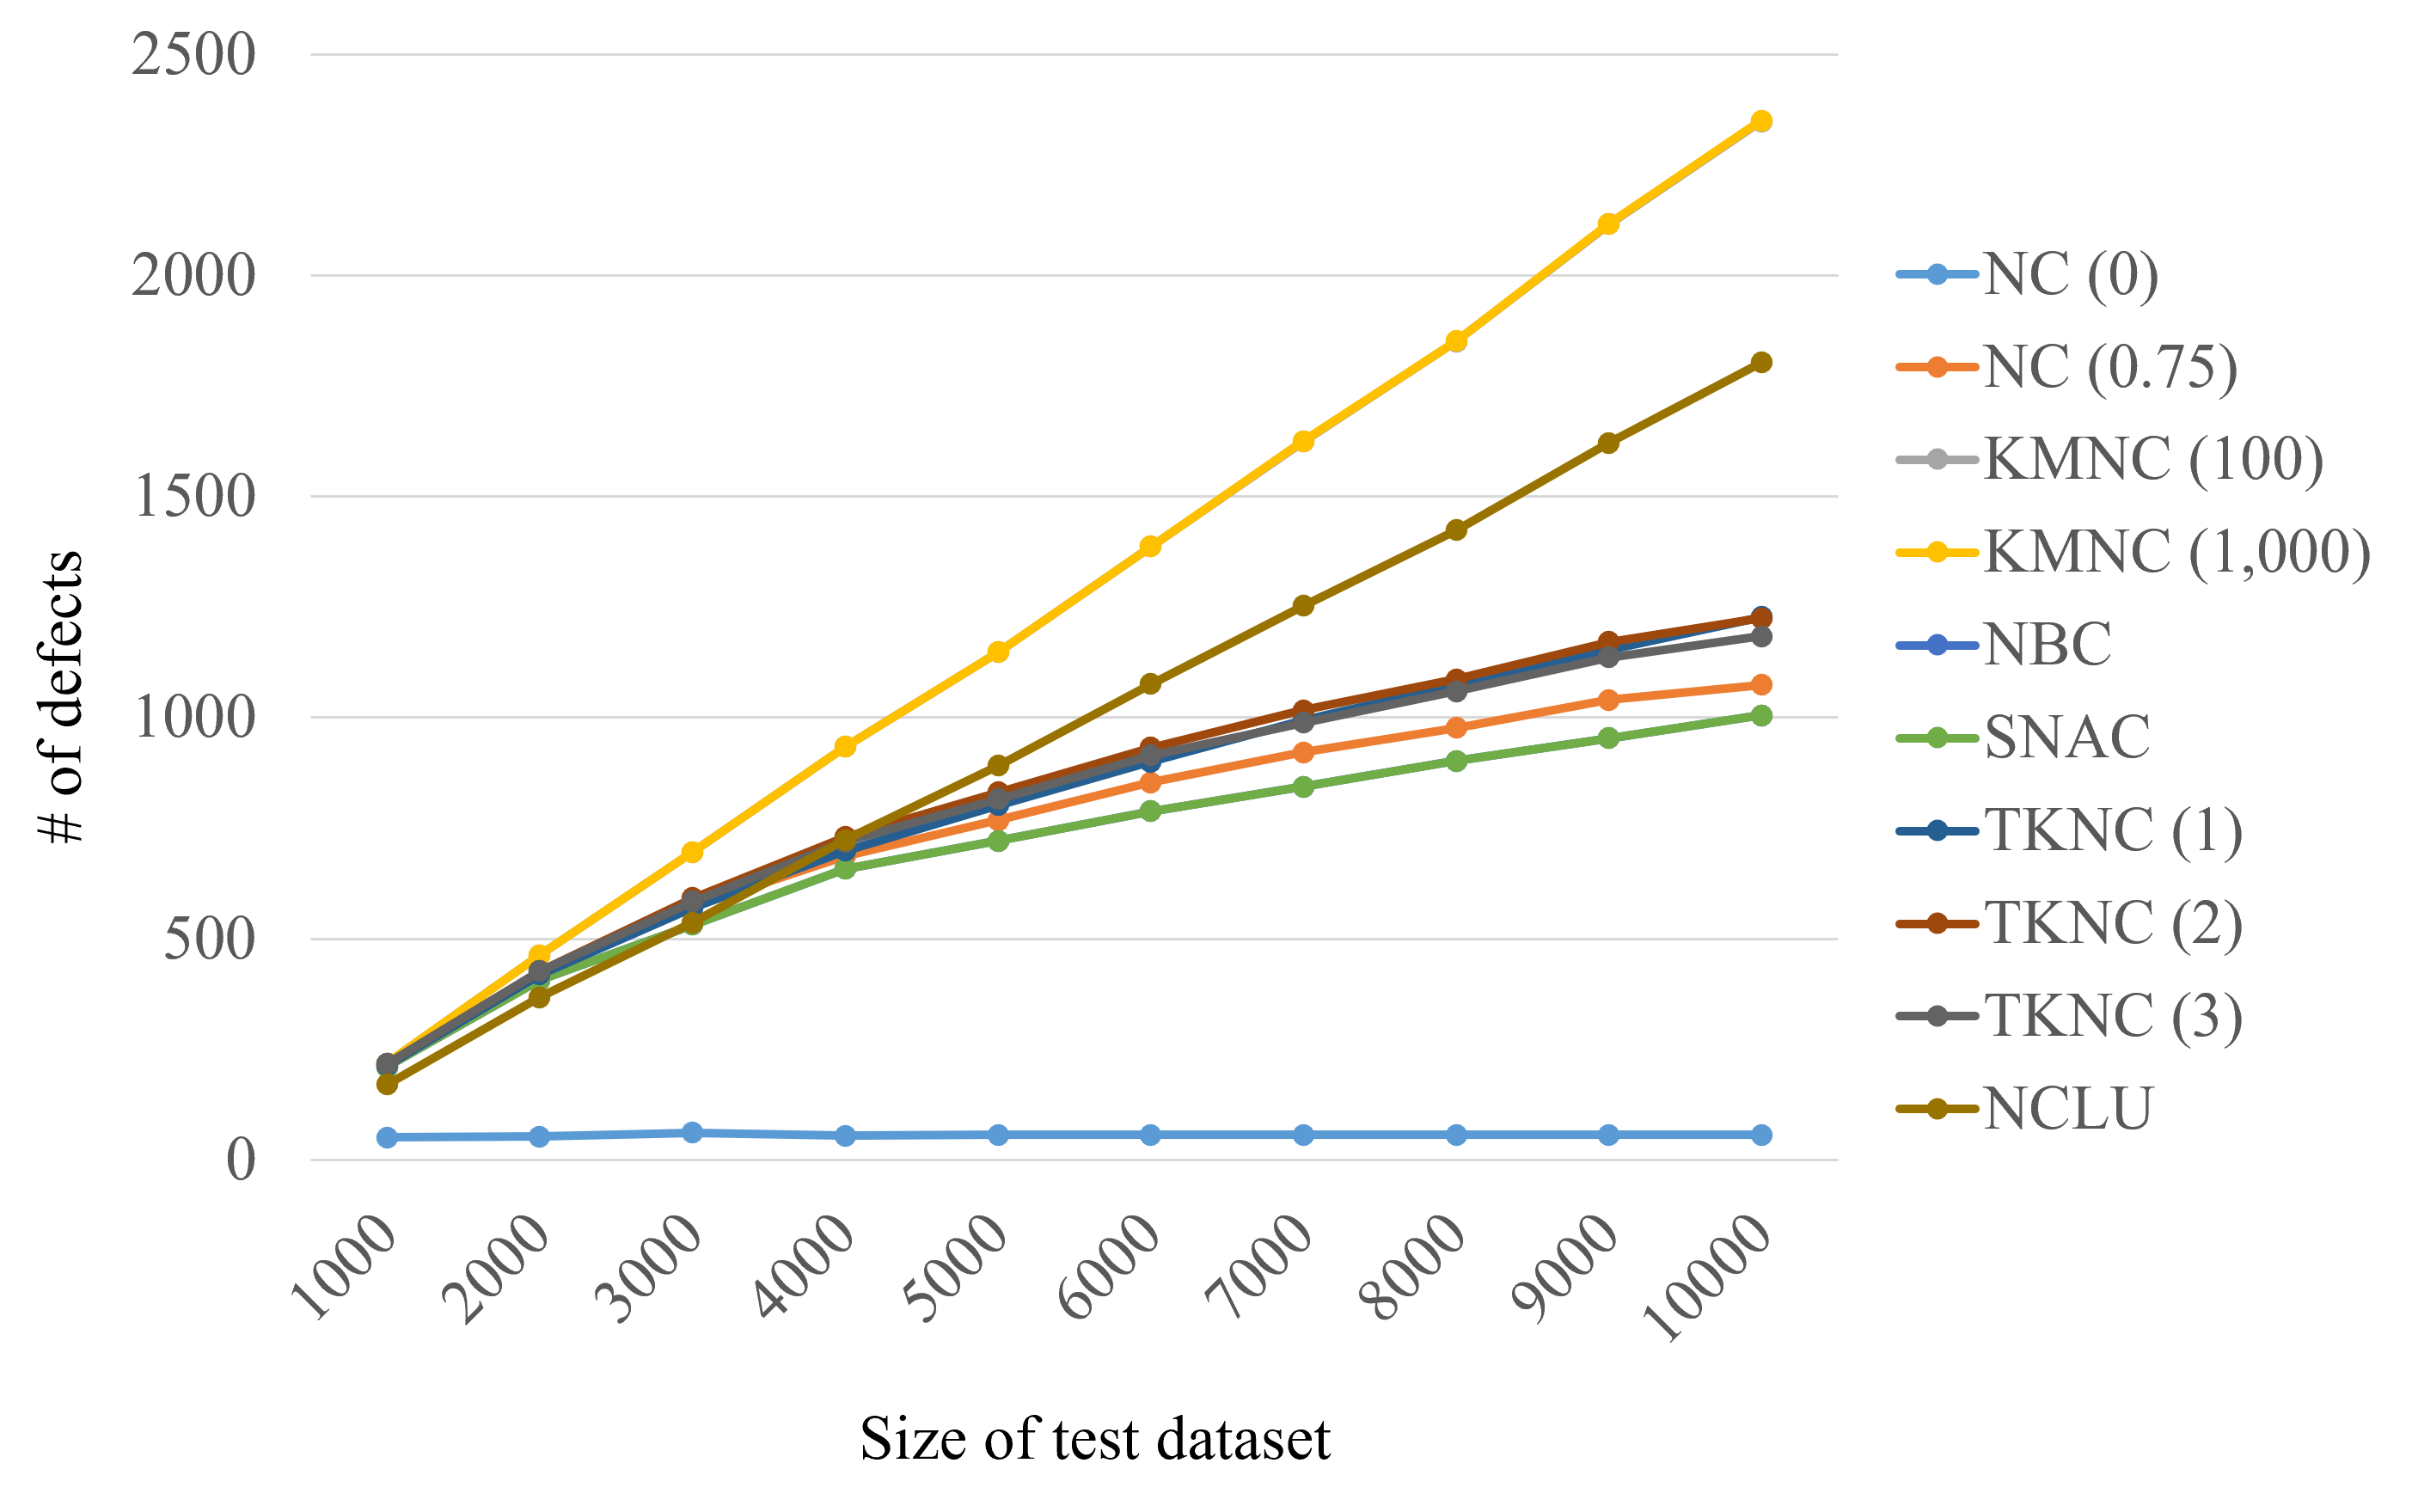 2500
2000
1500
1000
500
0
# of defects
1000
2000
3000
4000
5000
6000
7000
8000
9000
10000
Size of test dataset
NC (0)
NC (0.75)
KMNC (100)
KMNC (1,000)
NBC
SNAC
TKNC (1)
TKNC (2)
TKNC (3)
NCLU